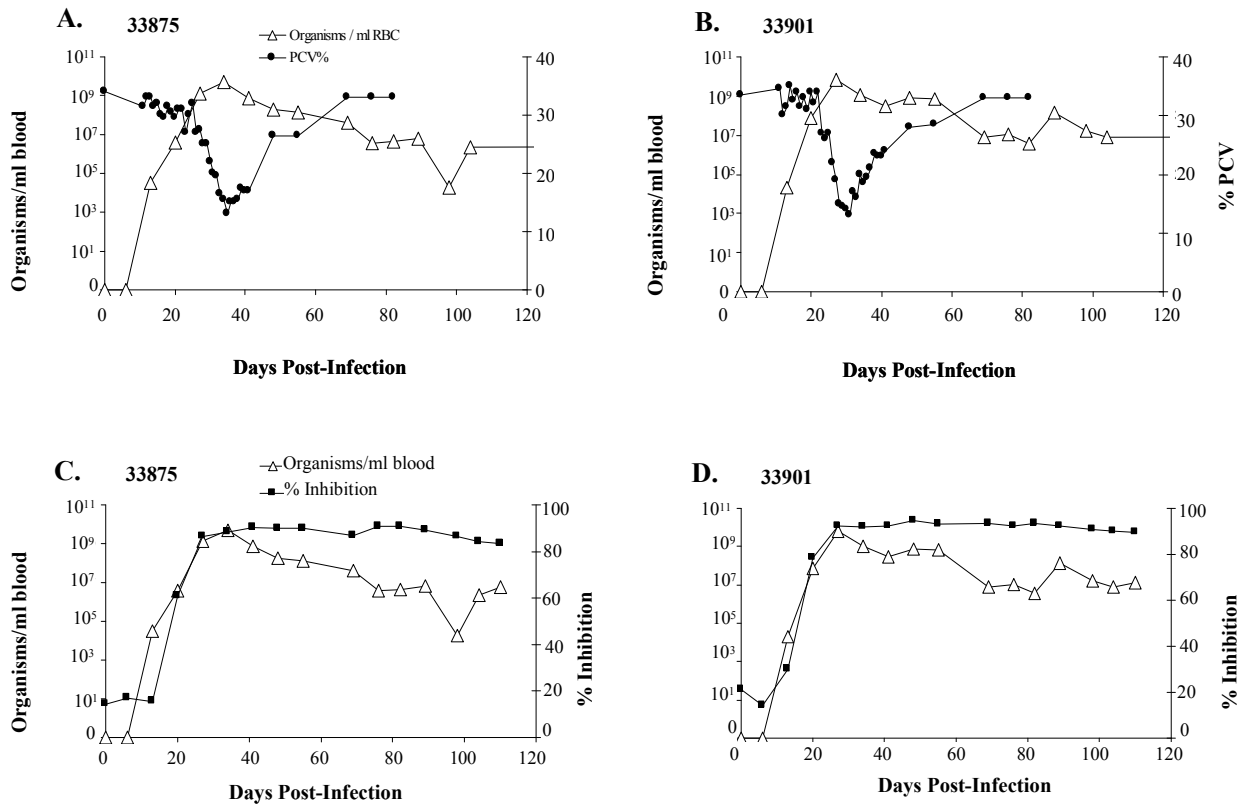 A. 33875
Organisms / ml RBC
PCV%
Organisms/ml blood
10¹¹
10⁹
10⁷
10⁵
10³
10¹
0
40
30
20
10
0
0 20 40 60 80 100 120
Days Post-Infection
B. 33901
Organisms/ml blood
10¹¹
10⁹
10⁷
10⁵
10³
10¹
0
40
30
20
10
0
% PCV
0 20 40 60 80 100 120
Days Post-Infection
C. 33875
Organisms/ml blood
% Inhibition
Organisms/ml blood
10¹¹
10⁹
10⁷
10⁵
10³
10¹
0
100
80
60
40
20
0
% Inhibition
0 20 40 60 80 100 120
Days Post-Infection
D. 33901
10¹¹
10⁹
10⁷
10⁵
10³
10¹
0
100
80
60
40
20
0
% Inhibition
0 20 40 60 80 100 120
Days Post-Infection